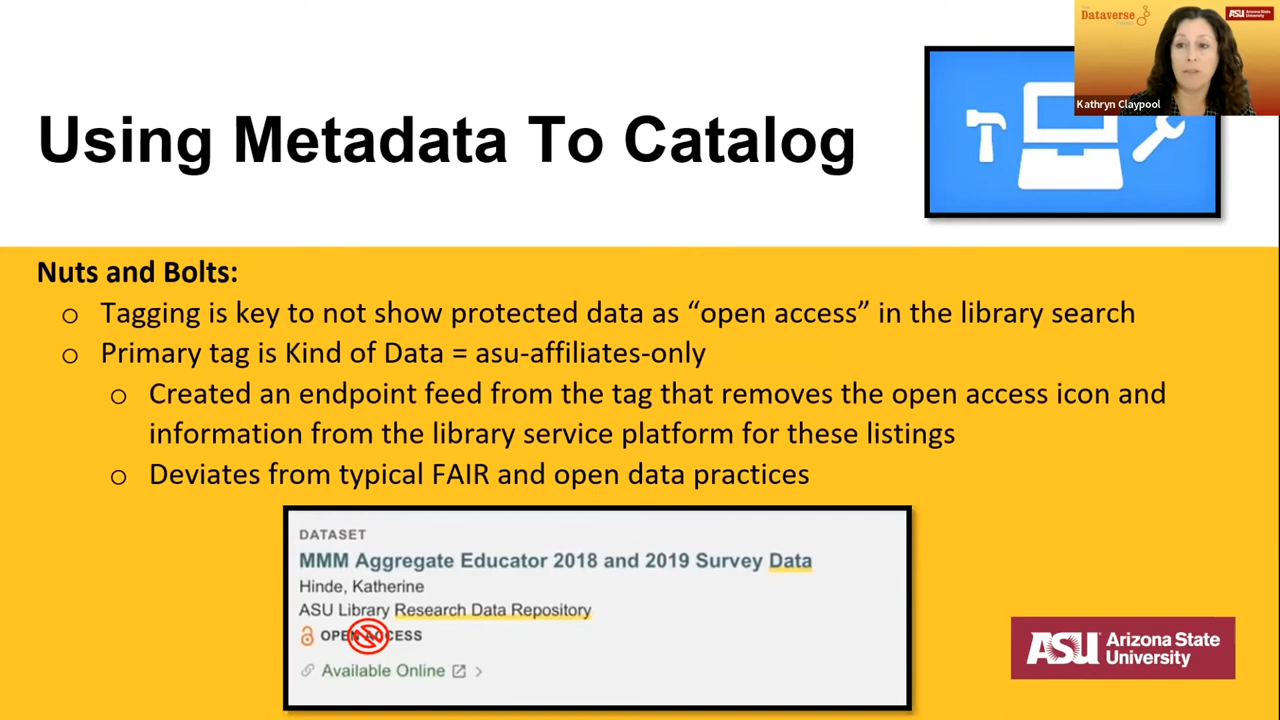 Dataverse
ASU Arizona State University
Kathryn Claypool
Using Metadata To Catalog
Nuts and Bolts:
o Tagging is key to not show protected data as “open access” in the library search
o Primary tag is Kind of Data = asu-affiliates-only
o Created an endpoint feed from the tag that removes the open access icon and
information from the library service platform for these listings
o Deviates from typical FAIR and open data practices
DATASET
MMM Aggregate Educator 2018 and 2019 Survey Data
Hinde, Katherine
ASU Library Research Data Repository
OPEN ACCESS
Available Online
ASU Arizona State
University